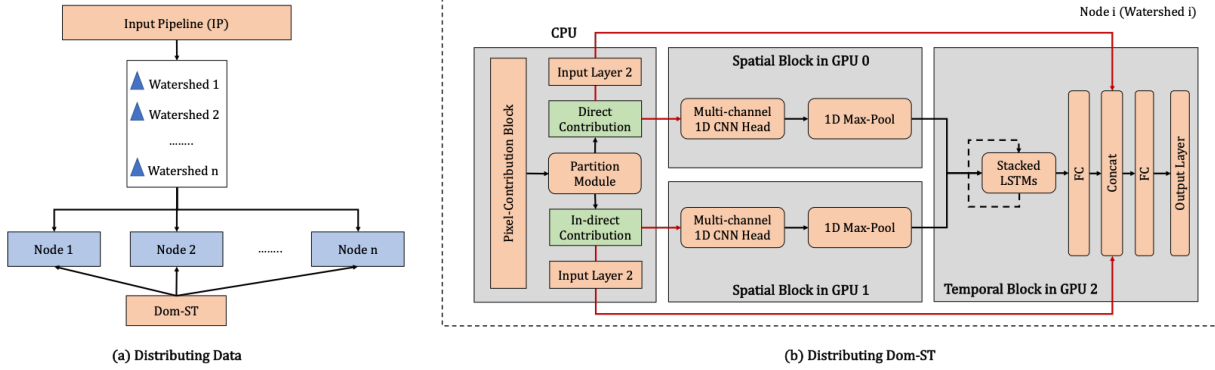 Input Pipeline (IP)
Watershed 1
Watershed 2
........
Watershed n
Node 1
Node 2
........
Node n
Dom-ST
(a) Distributing Data
Node i (Watershed i)
CPU
Pixel-Contribution Block
Input Layer 2
Direct
Contribution
Partition
Module
In-direct
Contribution
Input Layer 2
Spatial Block in GPU 0
Multi-channel
1D CNN Head
1D Max-Pool
Multi-channel
1D CNN Head
1D Max-Pool
Spatial Block in GPU 1
Stacked
LSTMs
FC
Concat
FC
Output Layer
Temporal Block in GPU 2
(b) Distributing Dom-ST